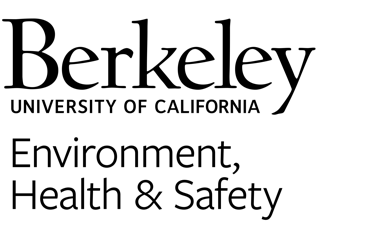 Berkeley
UNIVERSITY OF CALIFORNIA
Environment,
Health & Safety